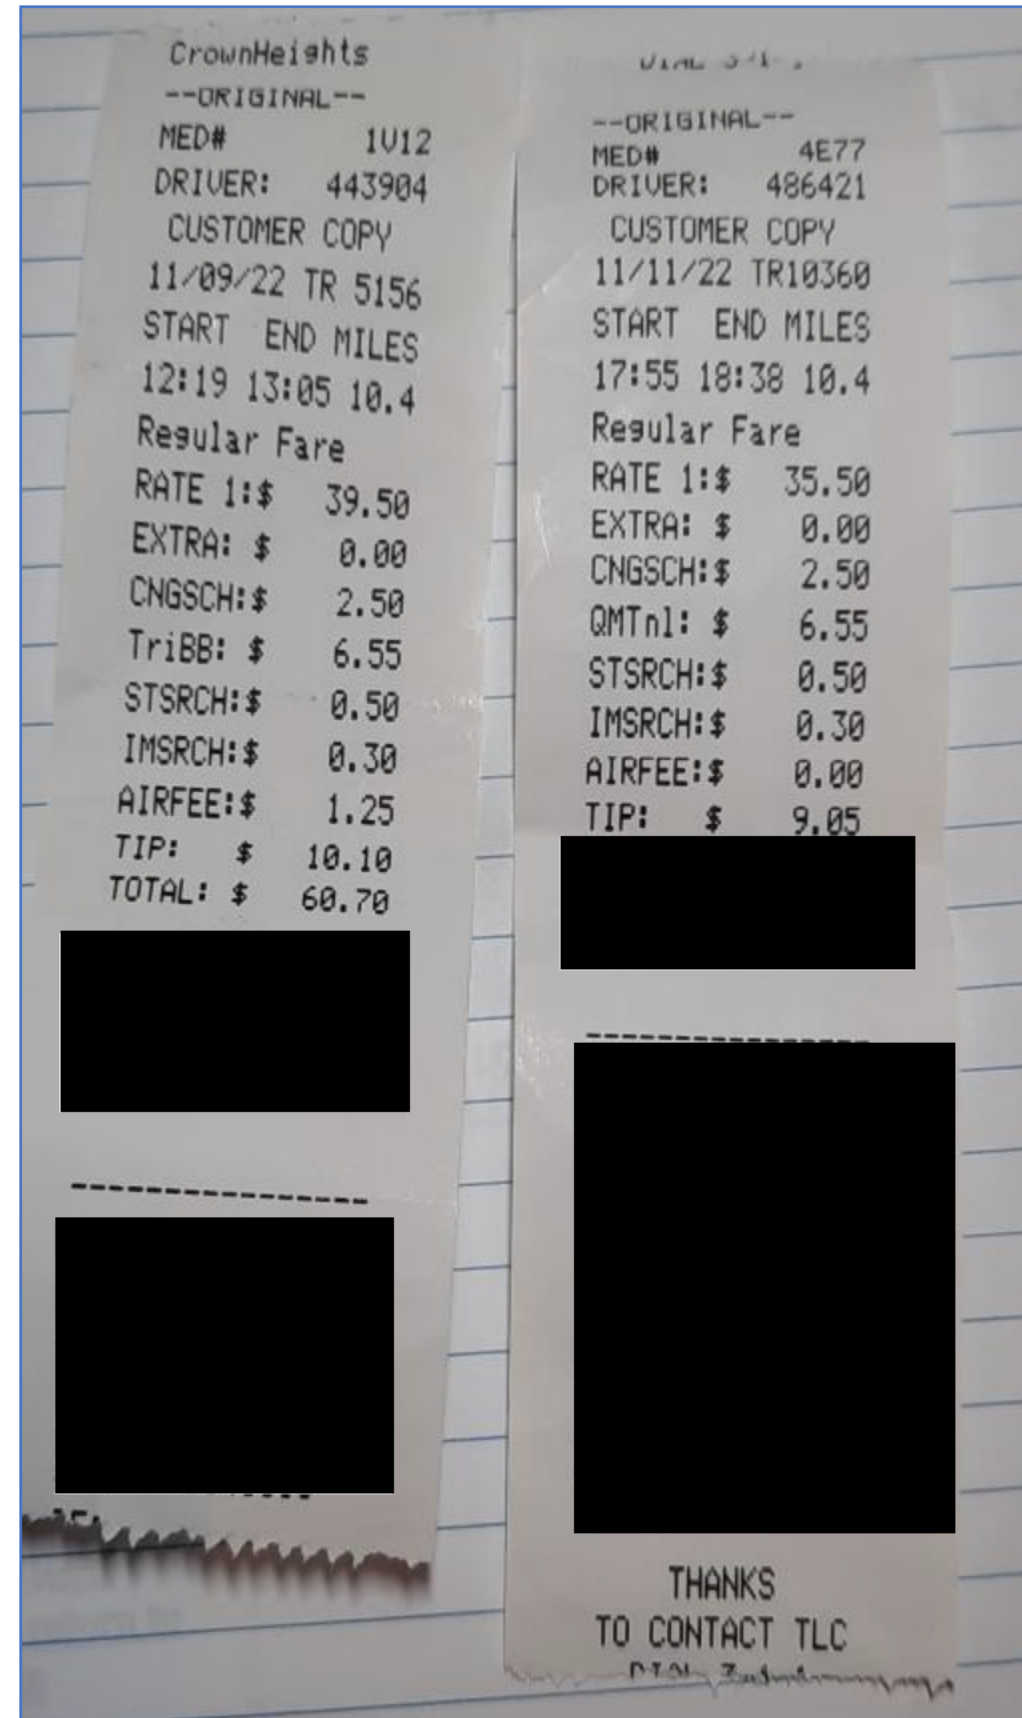 CrownHeights
--ORIGINAL--
MED# 1V12
DRIVER: 443904
CUSTOMER COPY
11/09/22 TR 5156
START END MILES
12:19 13:05 10.4
Regular Fare
RATE 1:$ 39.50
EXTRA: $ 0.00
CNGSCH:$ 2.50
TriBB: $ 6.55
STSRCH:$ 0.50
IMSRCH:$ 0.30
AIRFEE:$ 1.25
TIP: $ 10.10
TOTAL: $ 60.70
--ORIGINAL--
MED# 4E77
DRIVER: 486421
CUSTOMER COPY
11/11/22 TR10360
START END MILES
17:55 18:38 10.4
Regular Fare
RATE 1:$ 35.50
EXTRA: $ 0.00
CNGSCH:$ 2.50
QMTnl: $ 6.55
STSRCH:$ 0.50
IMSRCH:$ 0.30
AIRFEE:$ 0.00
TIP: $ 9.05
THANKS
TO CONTACT TLC